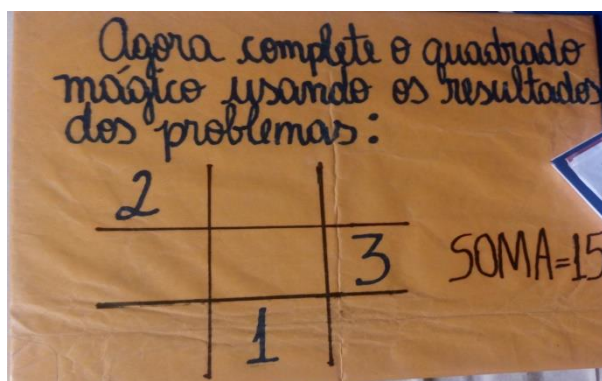 Agora complete o quadrado
mágico usando os resultados
dos problemas:
2
3 SOMA=15
1